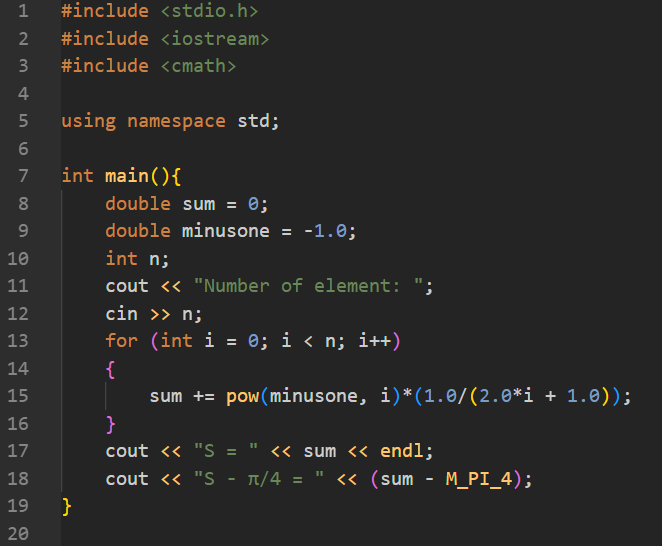 1 #include <stdio.h>
2 #include <iostream>
3 #include <cmath>
4
5 using namespace std;
6
7 int main(){
8     double sum = 0;
9     double minusone = -1.0;
10     int n;
11     cout << "Number of element: ";
12     cin >> n;
13     for (int i = 0; i < n; i++)
14     {
15         sum += pow(minusone, i)*(1.0/(2.0*i + 1.0));
16     }
17     cout << "S = " << sum << endl;
18     cout << "S - π/4 = " << (sum - M_PI_4);
19 }
20